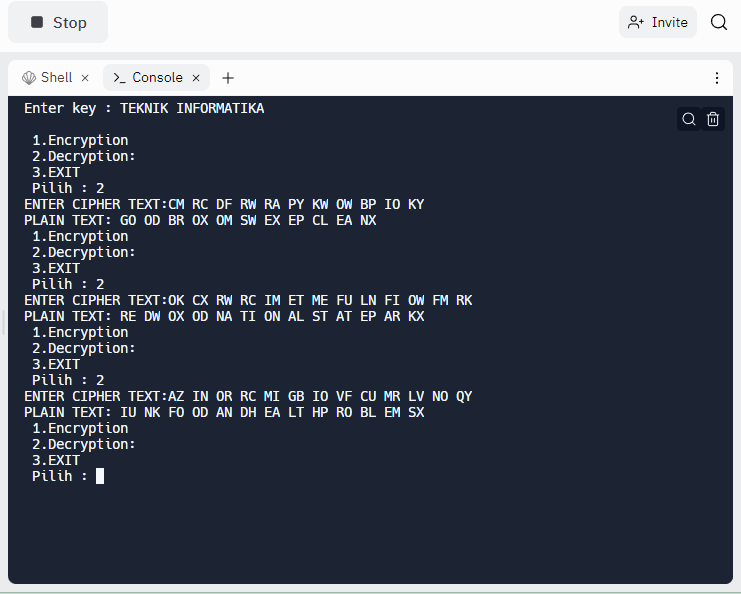 Stop
Invite
Shell × >_ Console × +
Enter key : TEKNIK INFORMATIKA
1.Encryption
2.Decryption:
3.EXIT
Pilih : 2
ENTER CIPHER TEXT:CM RC DF RW RA PY KW OW BP IO KY
PLAIN TEXT: GO OD BR OX OM SW EX EP CL EA NX
1.Encryption
2.Decryption:
3.EXIT
Pilih : 2
ENTER CIPHER TEXT:OK CX RW RC IM ET ME FU LN FI OW FM RK
PLAIN TEXT: RE DW OX OD NA TI ON AL ST AT EP AR KX
1.Encryption
2.Decryption:
3.EXIT
Pilih : 2
ENTER CIPHER TEXT:AZ IN OR RC MI GB IO VF CU MR LV NO QY
PLAIN TEXT: IU NK FO OD AN DH EA LT HP RO BL EM SX
1.Encryption
2.Decryption:
3.EXIT
Pilih :